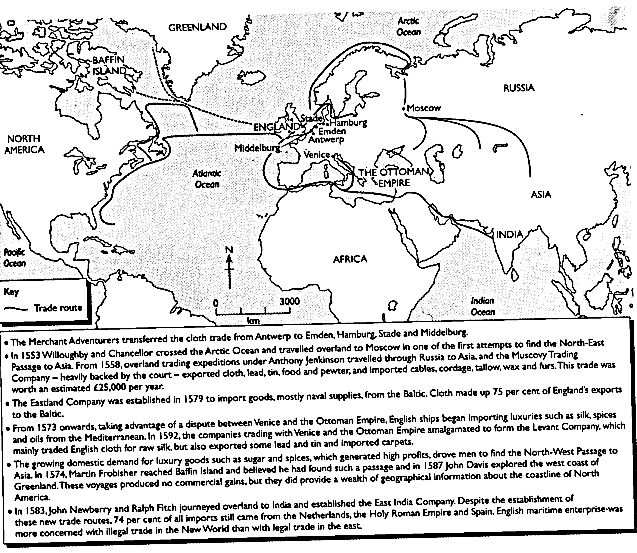 GREENLAND
Arctic
Ocean
BAFFIN
ISLAND
RUSSIA
Moscow
ENGLAND
Stade
Hamburg
Emden
Antwerp
NORTH
AMERICA
Middelburg
Venice
THE OTTOMAN
EMPIRE
Atlantic
Ocean
ASIA
INDIA
Pacific
Ocean
N
AFRICA
Key
Trade route
0 3000
km
Indian
Ocean
• The Merchant Adventurers transferred the cloth trade from Antwerp to Emden, Hamburg, Stade and Middelburg.
• In 1553 Willoughby and Chancellor crossed the Arctic Ocean and travelled overland to Moscow in one of the first attempts to find the North-East
Passage to Asia. From 1558, overland trading expeditions under Anthony Jenkinson travelled through Russia to Asia, and the Muscovy Trading
Company – heavily backed by the court – exported cloth, lead, tin, food and pewter, and imported cables, cordage, tallow, wax and furs. This trade was
worth an estimated £25,000 per year.
• The Eastland Company was established in 1579 to import goods, mostly naval supplies, from the Baltic. Cloth made up 75 per cent of England's exports
to the Baltic.
• From 1573 onwards, taking advantage of a dispute between Venice and the Ottoman Empire, English ships began importing luxuries such as silk, spices
and oils from the Mediterranean. In 1592, the companies trading with Venice and the Ottoman Empire amalgamated to form the Levant Company, which
mainly traded English cloth for raw silk, but also exported some lead and tin and imported carpets.
• The growing domestic demand for luxury goods such as sugar and spices, which generated high profits, drove men to find the North-West Passage to
Asia. In 1574, Martin Frobisher reached Baffin Island and believed he had found such a passage and in 1587 John Davis explored the west coast of
Greenland. These voyages produced no commercial gains, but they did provide a wealth of geographical information about the coastline of North
America.
• In 1583, John Newberry and Ralph Fitch journeyed overland to India and established the East India Company. Despite the establishment of
these new trade routes, 74 per cent of all imports still came from the Netherlands, the Holy Roman Empire and Spain. English maritime enterprise was
more concerned with illegal trade in the New World than with legal trade in the east.